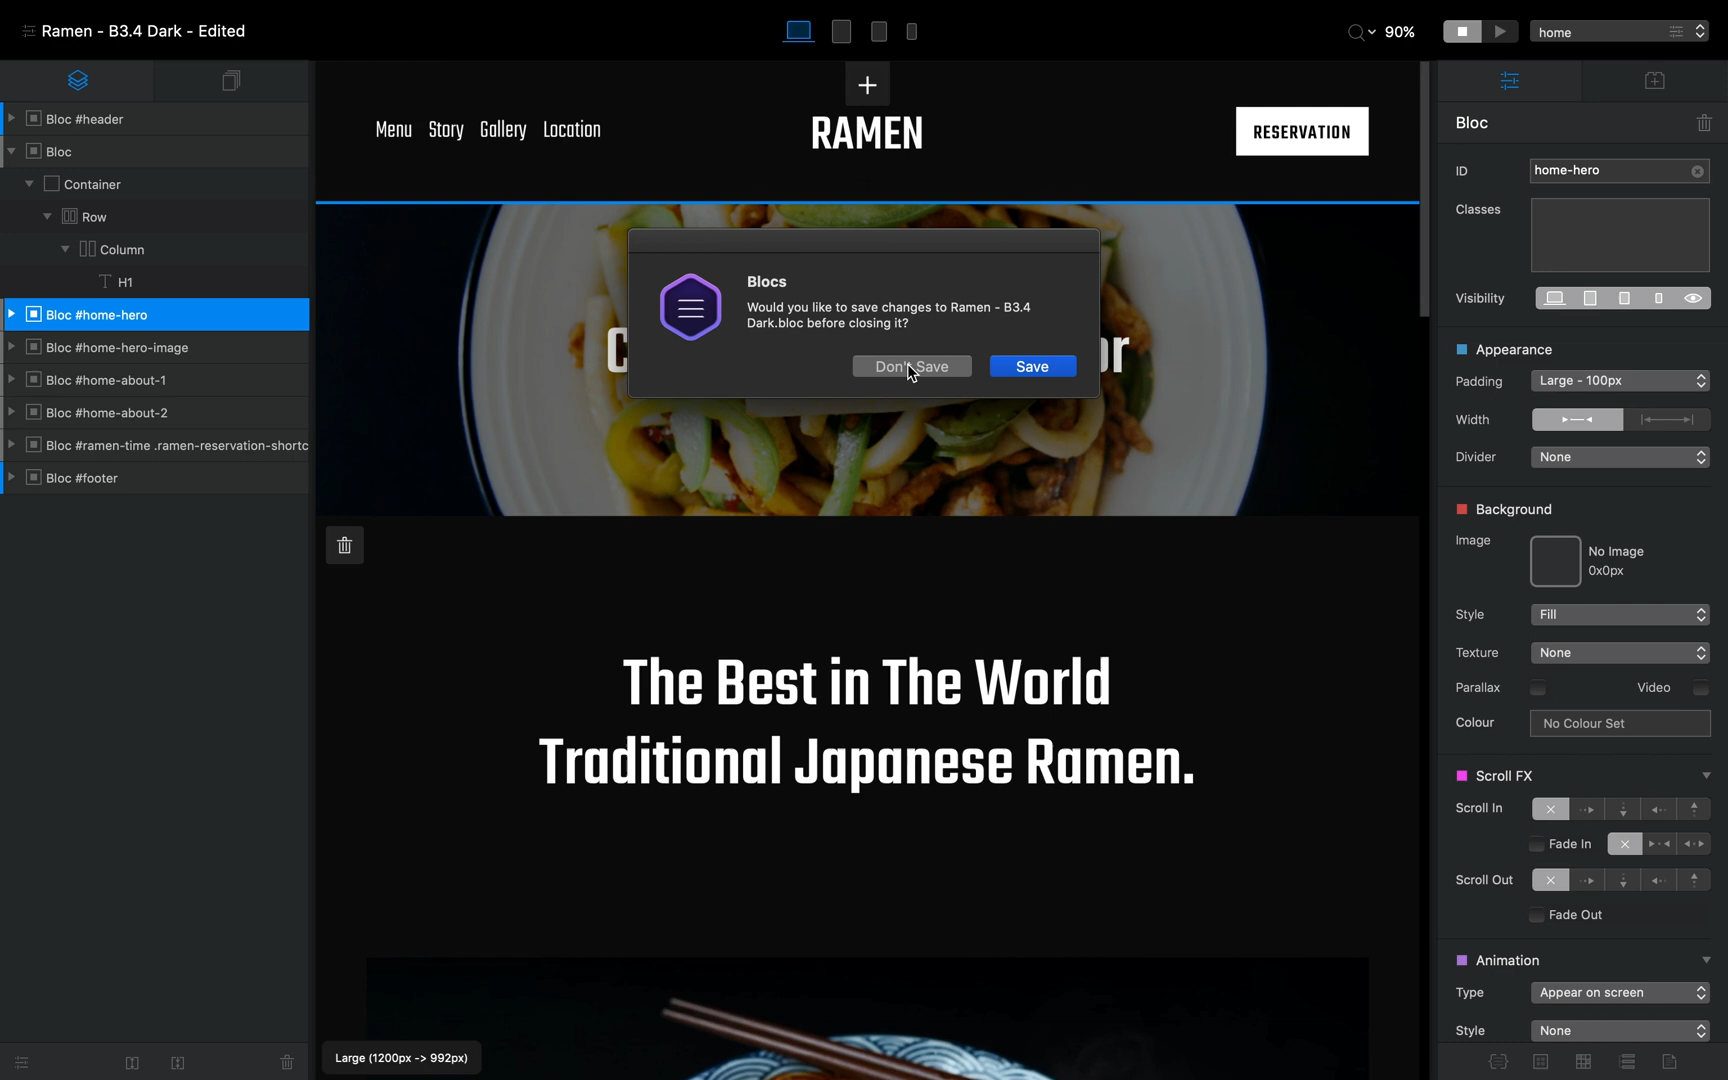 Ramen - B3.4 Dark - Edited
90%
home
Bloc #header
Bloc
Container
Row
Column
H1
Bloc #home-hero
Bloc #home-hero-image
Bloc #home-about-1
Bloc #home-about-2
Bloc #ramen-time .ramen-reservation-shortc
Bloc #footer
Menu Story Gallery Location
RAMEN
RESERVATION
Blocs
Would you like to save changes to Ramen - B3.4
Dark.bloc before closing it?
Don't Save
Save
The Best in The World
Traditional Japanese Ramen.
Large (1200px -> 992px)
Bloc
ID
home-hero
Classes
Visibility
Appearance
Padding
Large - 100px
Width
Divider
None
Background
Image
No Image
0x0px
Style
Fill
Texture
None
Parallax
Video
Colour
No Colour Set
Scroll FX
Scroll In
Fade In
Scroll Out
Fade Out
Animation
Type
Appear on screen
Style
None